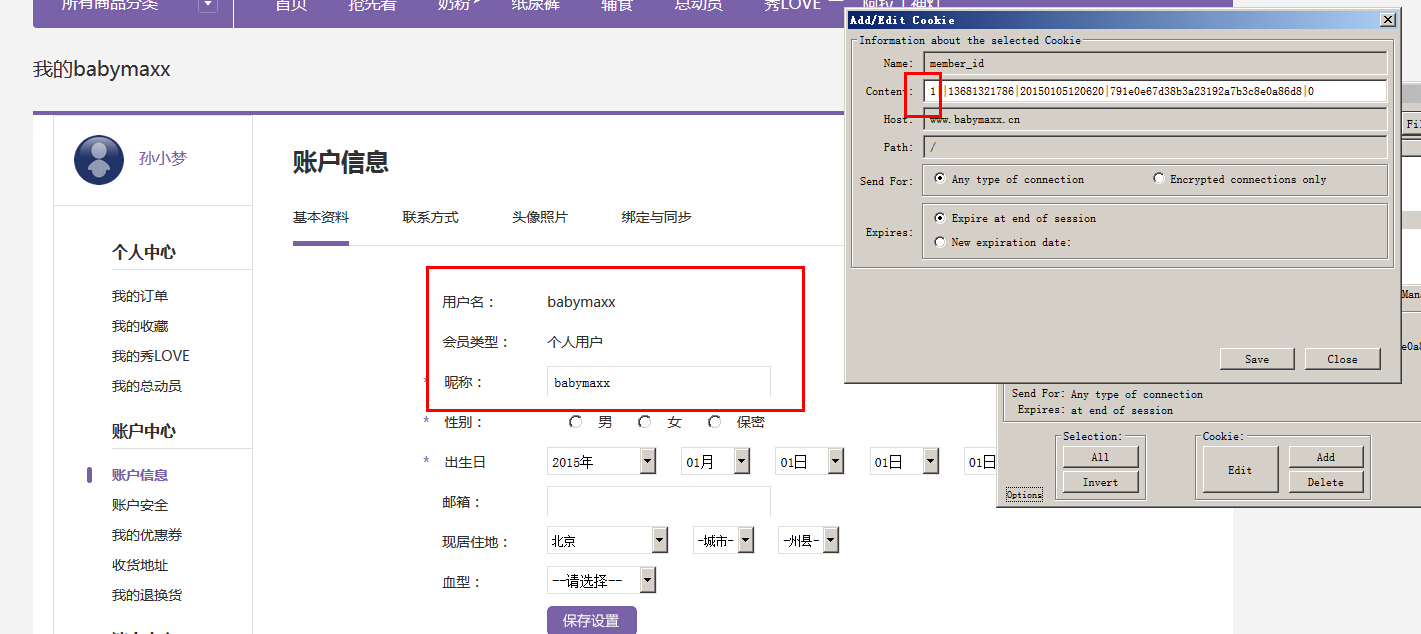 所有商品分类 首页 抢先看 奶粉 纸尿裤 辅食 总动员 秀LOVE
我的babymaxx
孙小梦
个人中心
我的订单
我的收藏
我的秀LOVE
我的总动员
账户中心
账户信息
账户安全
我的优惠券
收货地址
我的退换货
账户信息
基本资料 联系方式 头像照片 绑定与同步
用户名: babymaxx
会员类型: 个人用户
* 昵称: babymaxx
* 性别: 男 女 保密
* 出生日 2015年 01月 01日 01日 01日
邮箱:
现居住地: 北京 -城市- -州县-
血型: --请选择--
保存设置
Add/Edit Cookie
Information about the selected Cookie
Name: member_id
Content: 1||13681321786|20150105120620|791e0e67d38b3a23192a7b3c8e0a86d8|0
Host: www.babymaxx.cn
Path: /
Send For: Any type of connection Encrypted connections only
Expires: Expire at end of session
New expiration date:
Save Close
Fi
Man
e0a8
Send For: Any type of connection
Expires: at end of session
Selection: Cookie:
All Edit Add
Invert Delete
Options